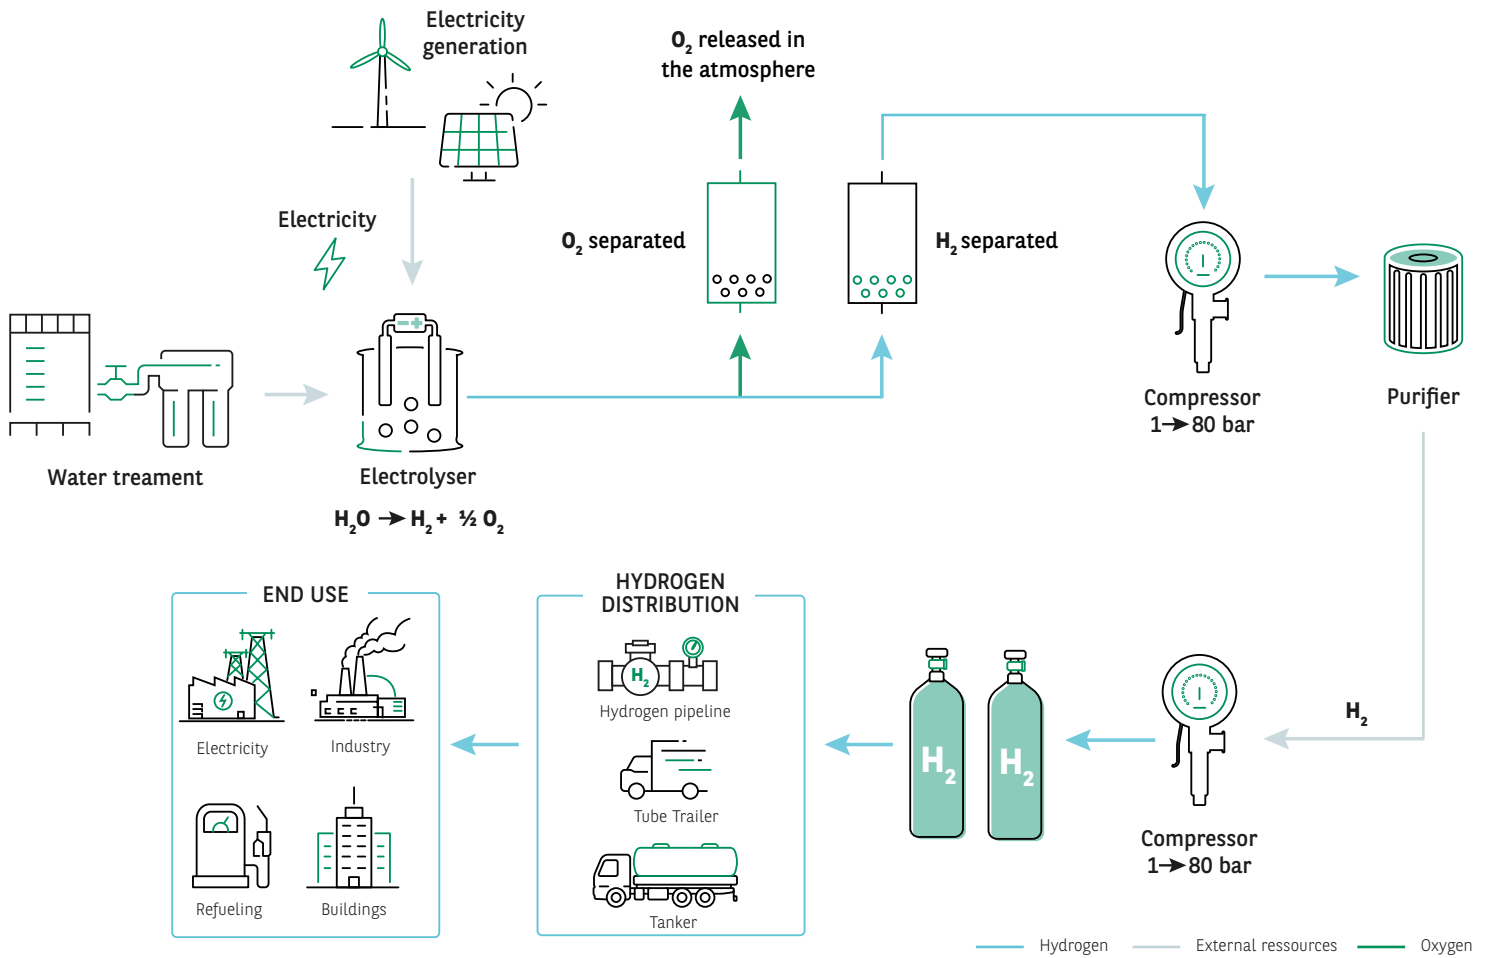 Electricity
generation
O2 released in
the atmosphere
Electricity
O2 separated
H2 separated
Water treament
Electrolyser
H2O → H2 + ½ O2
Compressor
1→80 bar
Purifier
END USE
Electricity
Industry
Refueling
Buildings
HYDROGEN
DISTRIBUTION
H2
Hydrogen pipeline
Tube Trailer
Tanker
H2
H2
H2
Compressor
1→80 bar
Hydrogen
External ressources
Oxygen